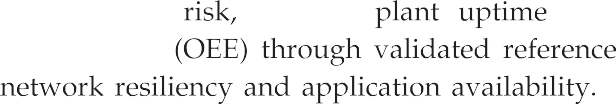 risk, plant uptime
(OEE) through validated reference
network resiliency and application availability.